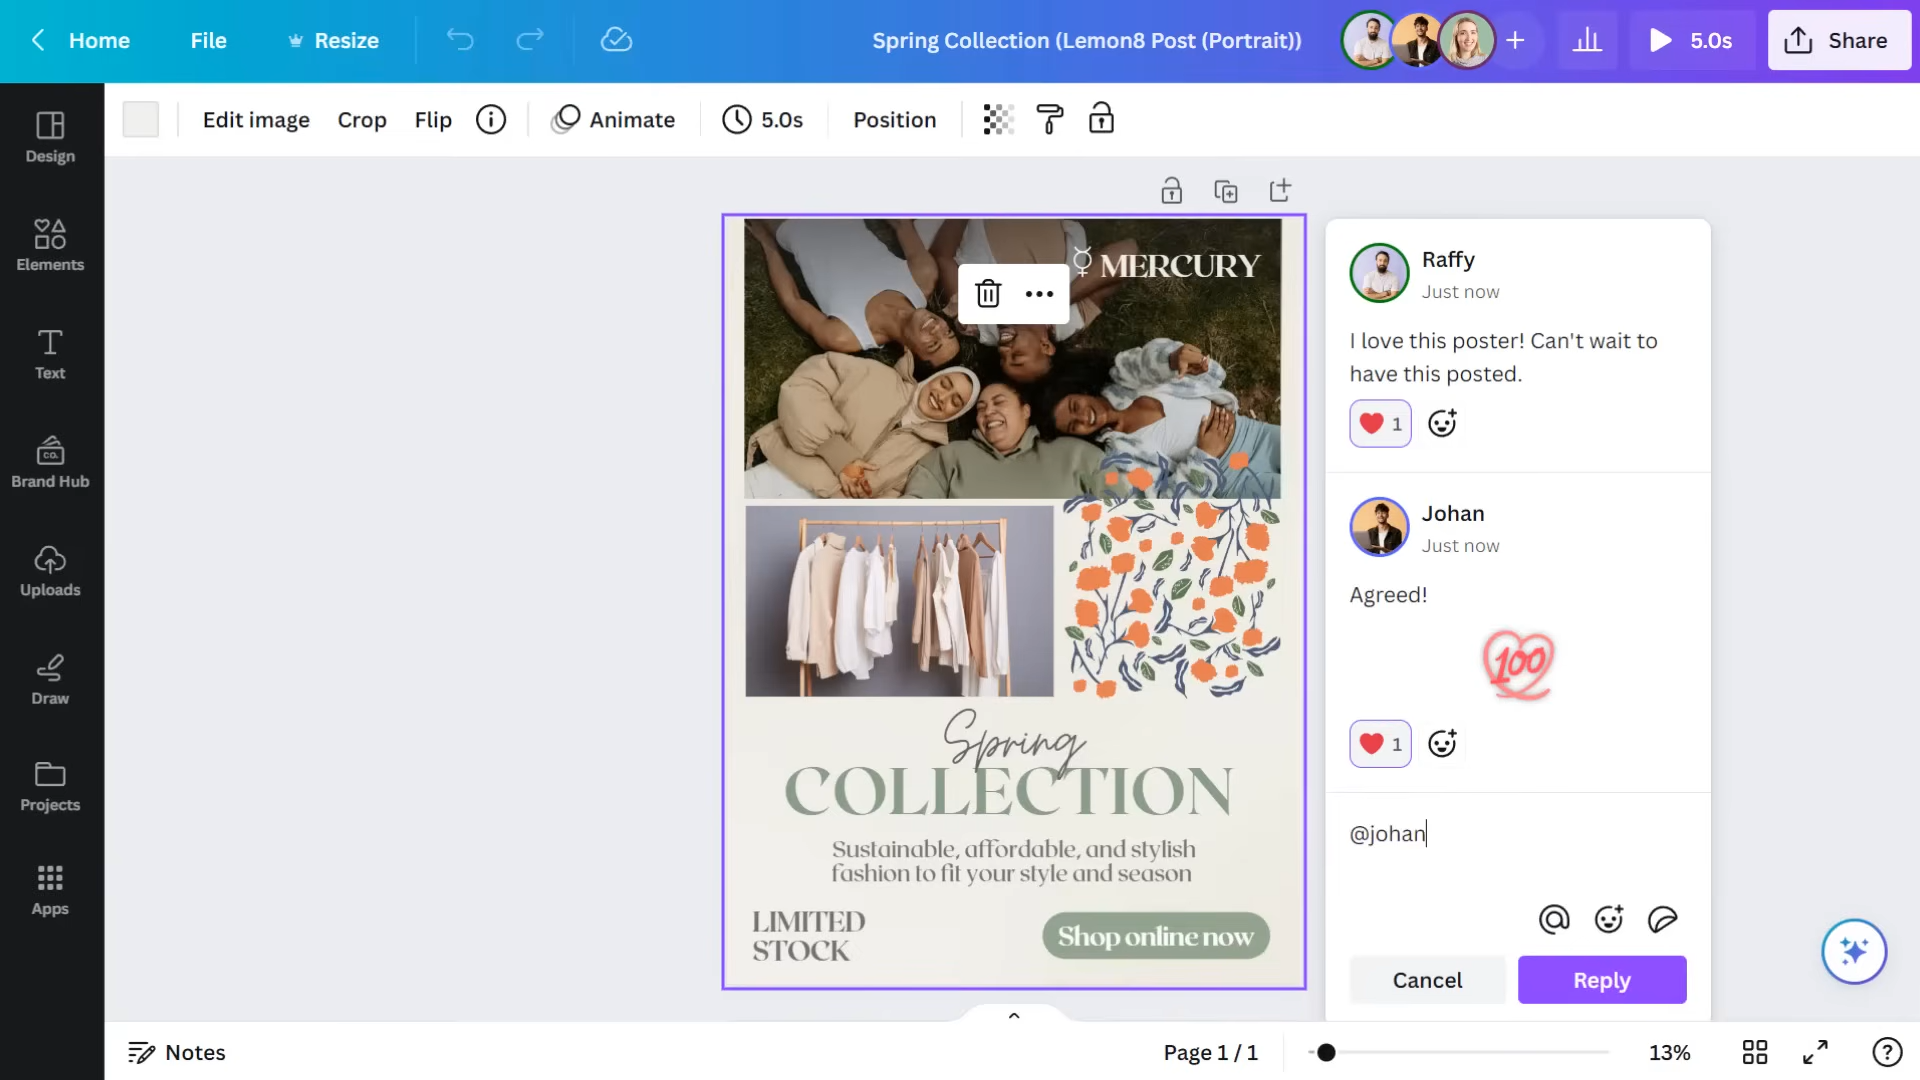 Home
File
Resize
Spring Collection (Lemon8 Post (Portrait))
5.0s
Share
Edit image
Crop
Flip
Animate
5.0s
Position
Design
Elements
Text
Brand Hub
CO.
Uploads
Draw
Projects
Apps
MERCURY
Spring
COLLECTION
Sustainable, affordable, and stylish
fashion to fit your style and season
LIMITED
STOCK
Shop online now
Raffy
Just now
I love this poster! Can't wait to
have this posted.
1
Johan
Just now
Agreed!
100
1
@johan
Cancel
Reply
Notes
Page 1 / 1
13%